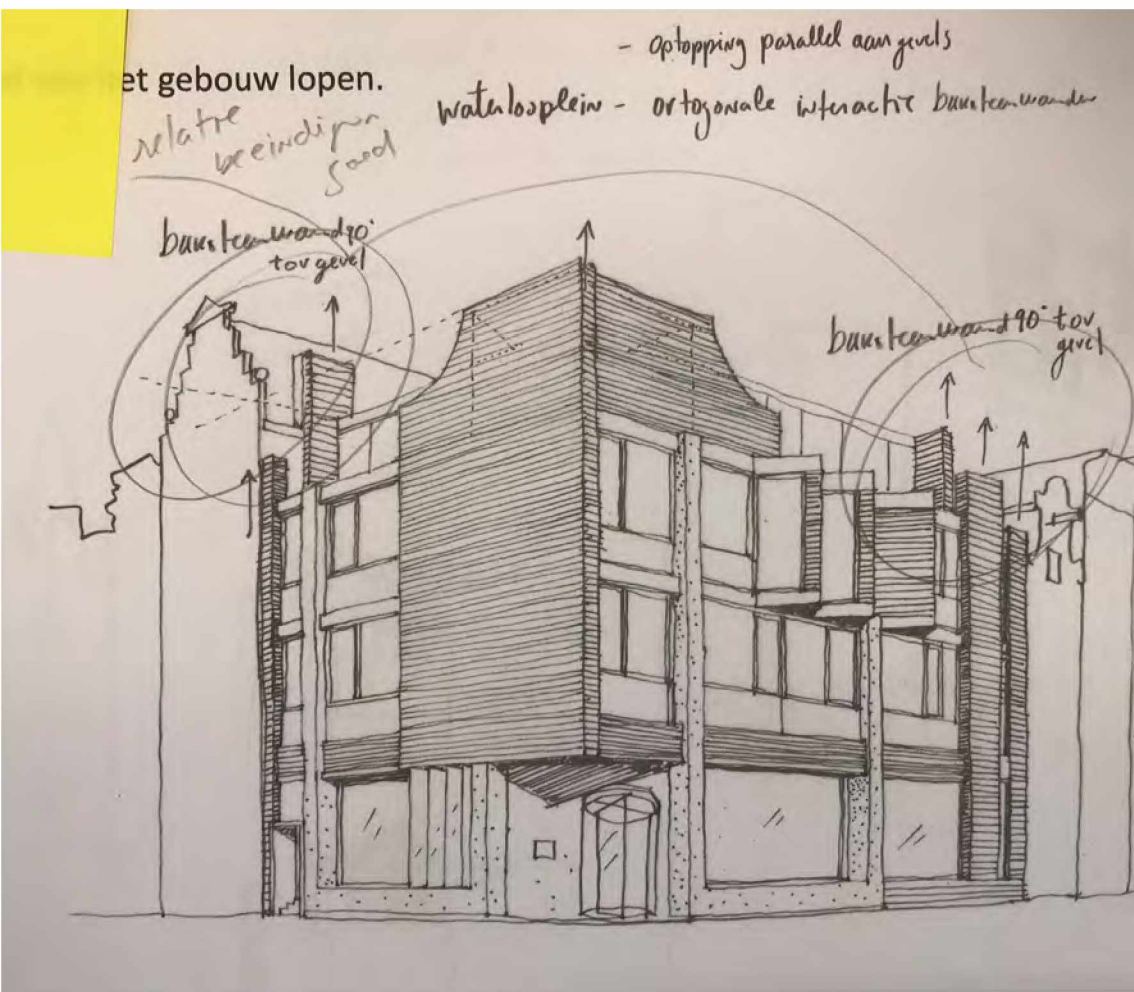 - optopping parallel aan gevels
et gebouw lopen.
waterlooplein - ortogonale interactie baksteenwanden
relatie
beeindigen
goed
baksteenwand 90°
tov gevel
baksteenwand 90° tov
gevel